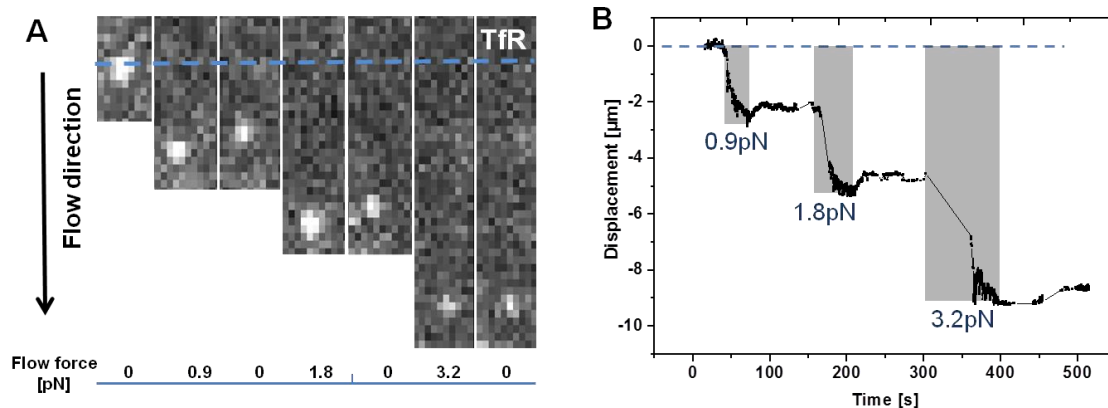 A
TfR
Flow direction
Flow force
[pN]
0 0.9 0 1.8 0 3.2 0
B
Displacement [µm]
0
-2
-4
-6
-8
-10
0.9pN
1.8pN
3.2pN
0 100 200 300 400 500
Time [s]